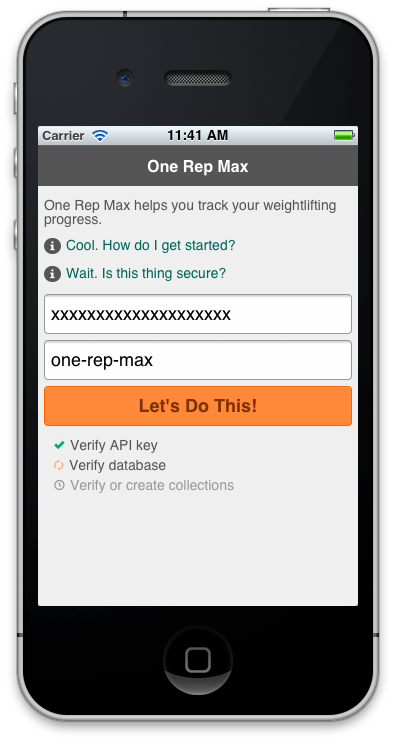 Carrier 11:41 AM
One Rep Max
One Rep Max helps you track your weightlifting
progress.
Cool. How do I get started?
Wait. Is this thing secure?
xxxxxxxxxxxxxxxxxxxx
one-rep-max
Let's Do This!
Verify API key
Verify database
Verify or create collections